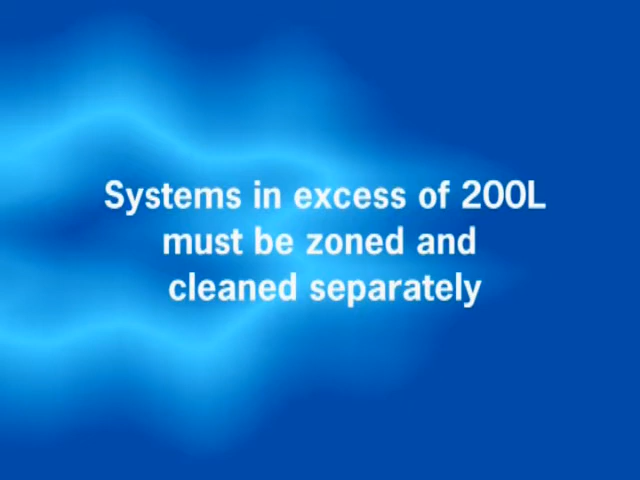 Systems in excess of 200L
must be zoned and
cleaned separately